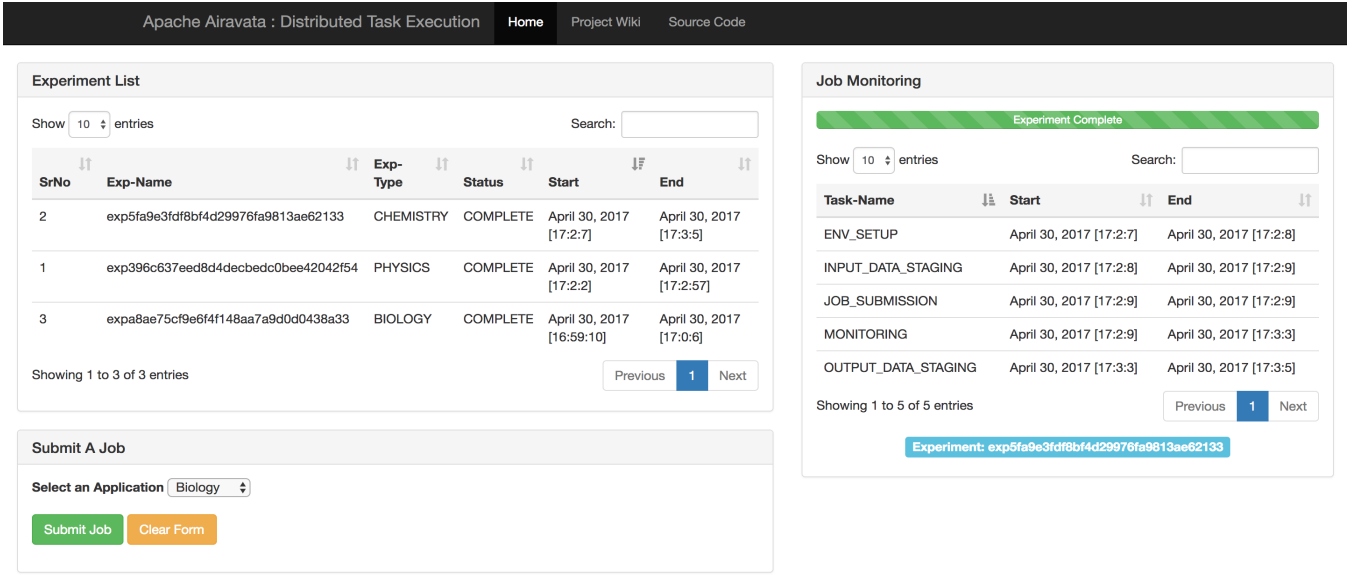 Apache Airavata : Distributed Task Execution Home Project Wiki Source Code
Experiment List
Show 10 entries Search:
SrNo Exp-Name Exp-Type Status Start End
2 exp5fa9e3fdf8bf4d29976fa9813ae62133 CHEMISTRY COMPLETE April 30, 2017 [17:2:7] April 30, 2017 [17:3:5]
1 exp396c637eed8d4decbedc0bee42042f54 PHYSICS COMPLETE April 30, 2017 [17:2:2] April 30, 2017 [17:2:57]
3 expa8ae75cf9e6f4f148aa7a9d0d0438a33 BIOLOGY COMPLETE April 30, 2017 [16:59:10] April 30, 2017 [17:0:6]
Showing 1 to 3 of 3 entries Previous 1 Next
Submit A Job
Select an Application Biology
Submit Job Clear Form
Job Monitoring
Experiment Complete
Show 10 entries Search:
Task-Name Start End
ENV_SETUP April 30, 2017 [17:2:7] April 30, 2017 [17:2:8]
INPUT_DATA_STAGING April 30, 2017 [17:2:8] April 30, 2017 [17:2:9]
JOB_SUBMISSION April 30, 2017 [17:2:9] April 30, 2017 [17:2:9]
MONITORING April 30, 2017 [17:2:9] April 30, 2017 [17:3:3]
OUTPUT_DATA_STAGING April 30, 2017 [17:3:3] April 30, 2017 [17:3:5]
Showing 1 to 5 of 5 entries Previous 1 Next
Experiment: exp5fa9e3fdf8bf4d29976fa9813ae62133